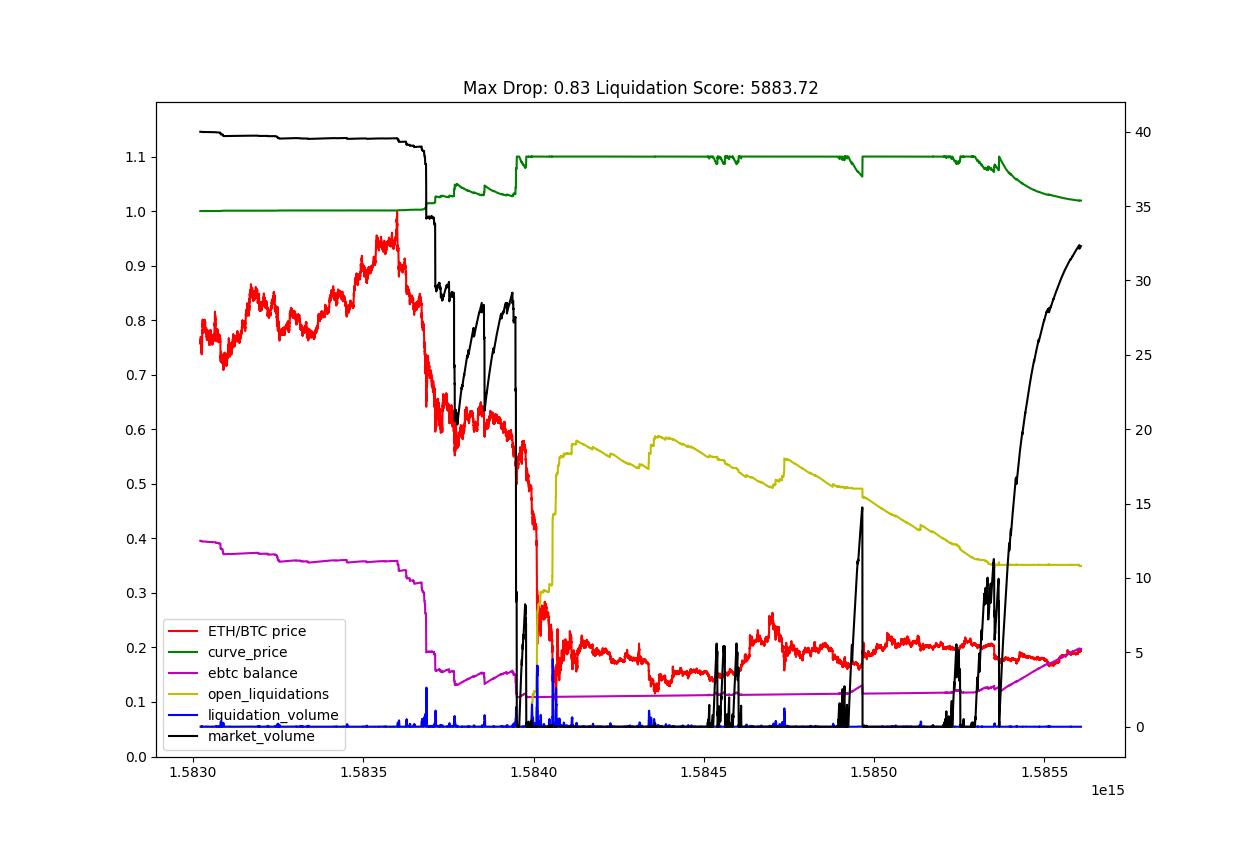 Max Drop: 0.83 Liquidation Score: 5883.72
1.1
1.0
0.9
0.8
0.7
0.6
0.5
0.4
0.3
0.2
0.1
0.0
40
35
30
25
20
15
10
5
0
ETH/BTC price
curve_price
ebtc balance
open_liquidations
liquidation_volume
market_volume
1.5830 1.5835 1.5840 1.5845 1.5850 1.5855
1e15